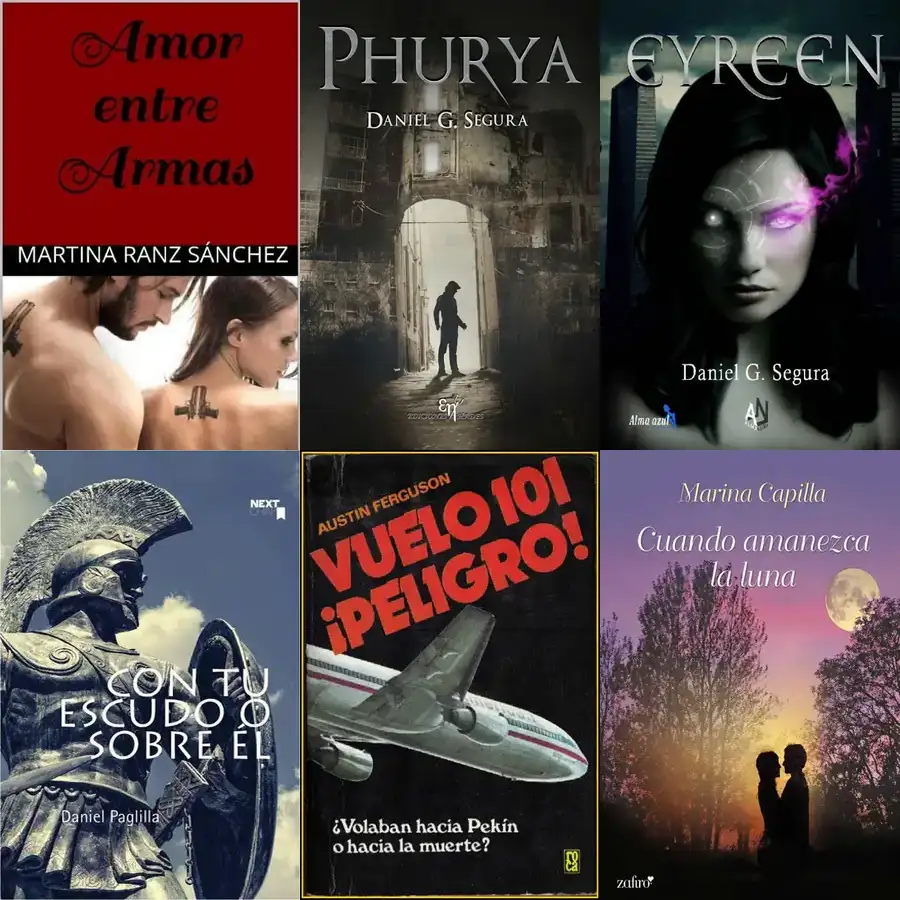 Amor
entre
Armas
MARTINA RANZ SÁNCHEZ
PHURYA
DANIEL G. SEGURA
EYREEN
Daniel G. Segura
Alma azul
AN
NEXT
CON TU
ESCUDO O
SOBRE ÉL
Daniel Paglilla
AUSTIN FERGUSON
VUELO 101
¡PELIGRO!
¿Volaban hacia Pekín
o hacia la muerte?
roca
Marina Capilla
Cuando amanezca
la luna
zafiro